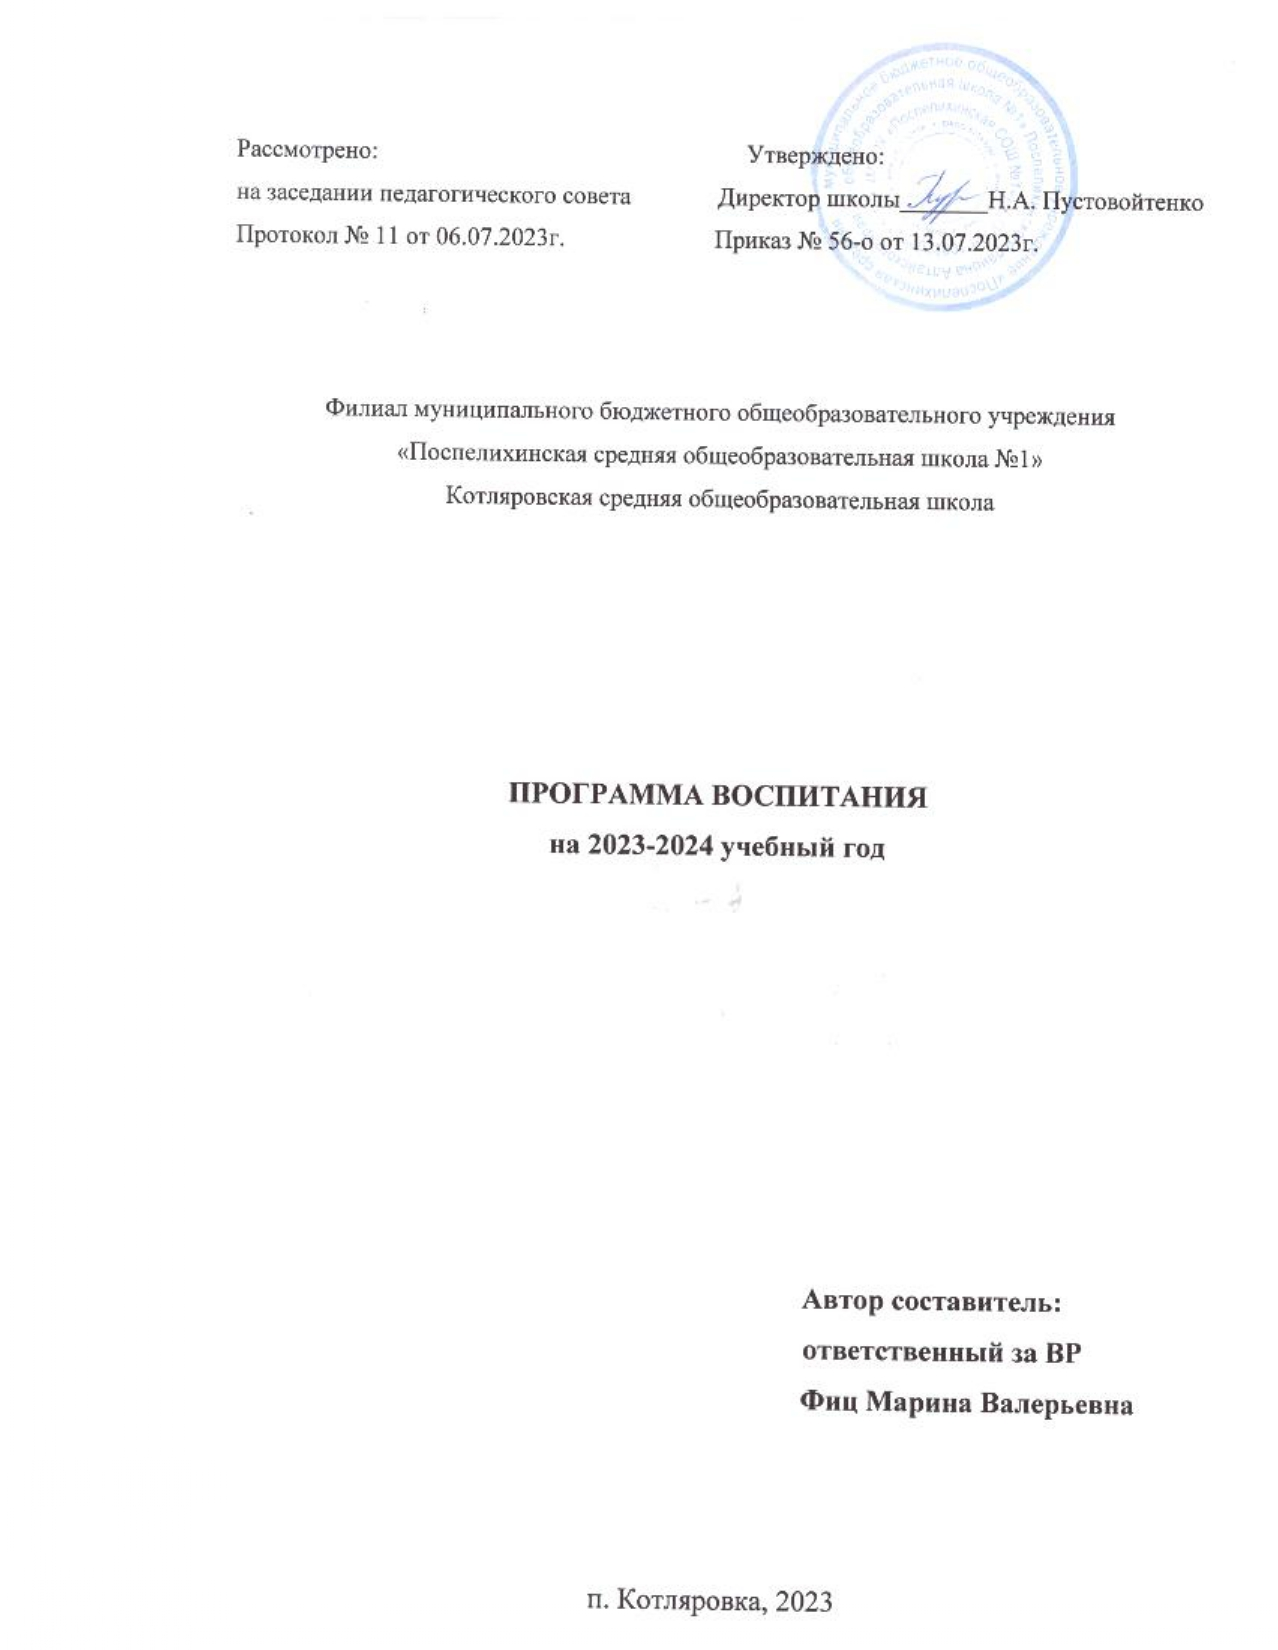 Рассмотрено:
на заседании педагогического совета
Протокол № 11 от 06.07.2023г.
Утверждено:
Директор школы_______Н.А. Пустовойтенко
Приказ № 56-о от 13.07.2023г.
Филиал муниципального бюджетного общеобразовательного учреждения
«Поспелихинская средняя общеобразовательная школа №1»
Котляровская средняя общеобразовательная школа
ПРОГРАММА ВОСПИТАНИЯ
на 2023-2024 учебный год
Автор составитель:
ответственный за ВР
Фиц Марина Валерьевна
п. Котляровка, 2023